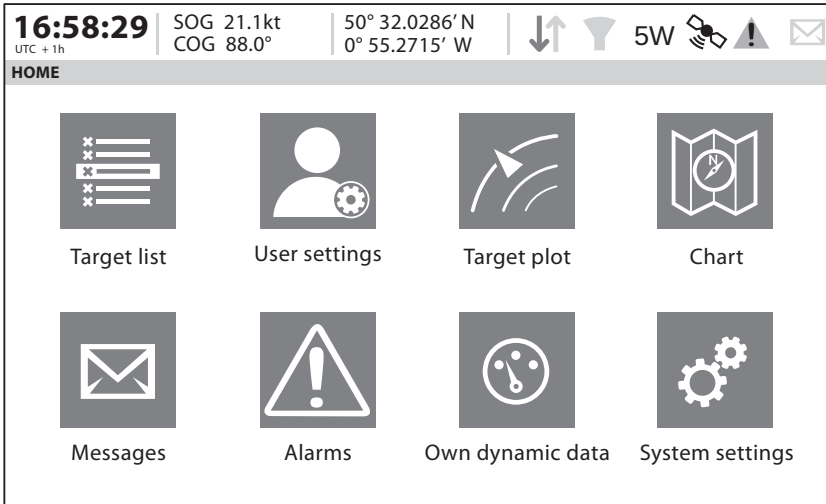 16:58:29
UTC + 1h
SOG 21.1kt
COG 88.0°
50° 32.0286’ N
0° 55.2715’ W
5W
HOME
N
Target list
User settings
Target plot
Chart
Messages
Alarms
Own dynamic data
System settings